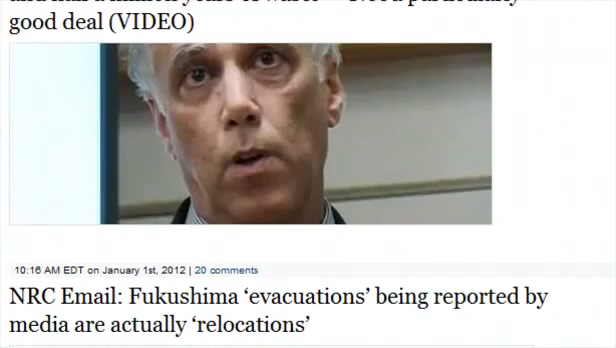 good deal (VIDEO)
10:16 AM EDT on January 1st, 2012 | 20 comments
NRC Email: Fukushima ‘evacuations’ being reported by
media are actually ‘relocations’